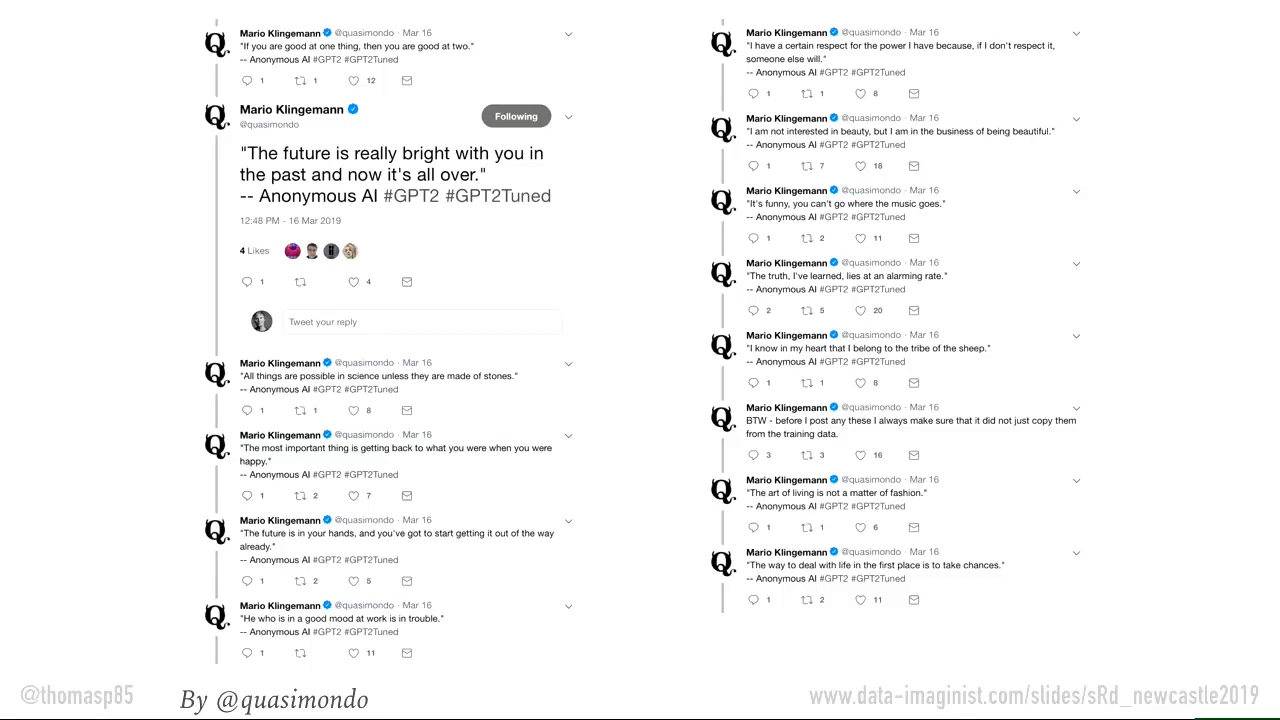 Mario Klingemann @quasimondo · Mar 16
"If you are good at one thing, then you are good at two."
-- Anonymous AI #GPT2 #GPT2Tuned
1 1 12
Mario Klingemann
@quasimondo
Following
"The future is really bright with you in
the past and now it's all over."
-- Anonymous AI #GPT2 #GPT2Tuned
12:48 PM - 16 Mar 2019
4 Likes
1 4
Tweet your reply
Mario Klingemann @quasimondo · Mar 16
"All things are possible in science unless they are made of stones."
-- Anonymous AI #GPT2 #GPT2Tuned
1 1 8
Mario Klingemann @quasimondo · Mar 16
"The most important thing is getting back to what you were when you were
happy."
-- Anonymous AI #GPT2 #GPT2Tuned
1 2 7
Mario Klingemann @quasimondo · Mar 16
"The future is in your hands, and you've got to start getting it out of the way
already."
-- Anonymous AI #GPT2 #GPT2Tuned
1 2 5
Mario Klingemann @quasimondo · Mar 16
"He who is in a good mood at work is in trouble."
-- Anonymous AI #GPT2 #GPT2Tuned
1 11
Mario Klingemann @quasimondo · Mar 16
"I have a certain respect for the power I have because, if I don't respect it,
someone else will."
-- Anonymous AI #GPT2 #GPT2Tuned
1 1 8
Mario Klingemann @quasimondo · Mar 16
"I am not interested in beauty, but I am in the business of being beautiful."
-- Anonymous AI #GPT2 #GPT2Tuned
1 7 18
Mario Klingemann @quasimondo · Mar 16
"It's funny, you can't go where the music goes."
-- Anonymous AI #GPT2 #GPT2Tuned
1 2 11
Mario Klingemann @quasimondo · Mar 16
"The truth, I've learned, lies at an alarming rate."
-- Anonymous AI #GPT2 #GPT2Tuned
2 5 20
Mario Klingemann @quasimondo · Mar 16
"I know in my heart that I belong to the tribe of the sheep."
-- Anonymous AI #GPT2 #GPT2Tuned
1 1 8
Mario Klingemann @quasimondo · Mar 16
BTW - before I post any these I always make sure that it did not just copy them
from the training data.
3 3 16
Mario Klingemann @quasimondo · Mar 16
"The art of living is not a matter of fashion."
-- Anonymous AI #GPT2 #GPT2Tuned
1 1 6
Mario Klingemann @quasimondo · Mar 16
"The way to deal with life in the first place is to take chances."
-- Anonymous AI #GPT2 #GPT2Tuned
1 2 11
@thomasp85
By @quasimondo
www.data-imaginist.com/slides/sRd_newcastle2019